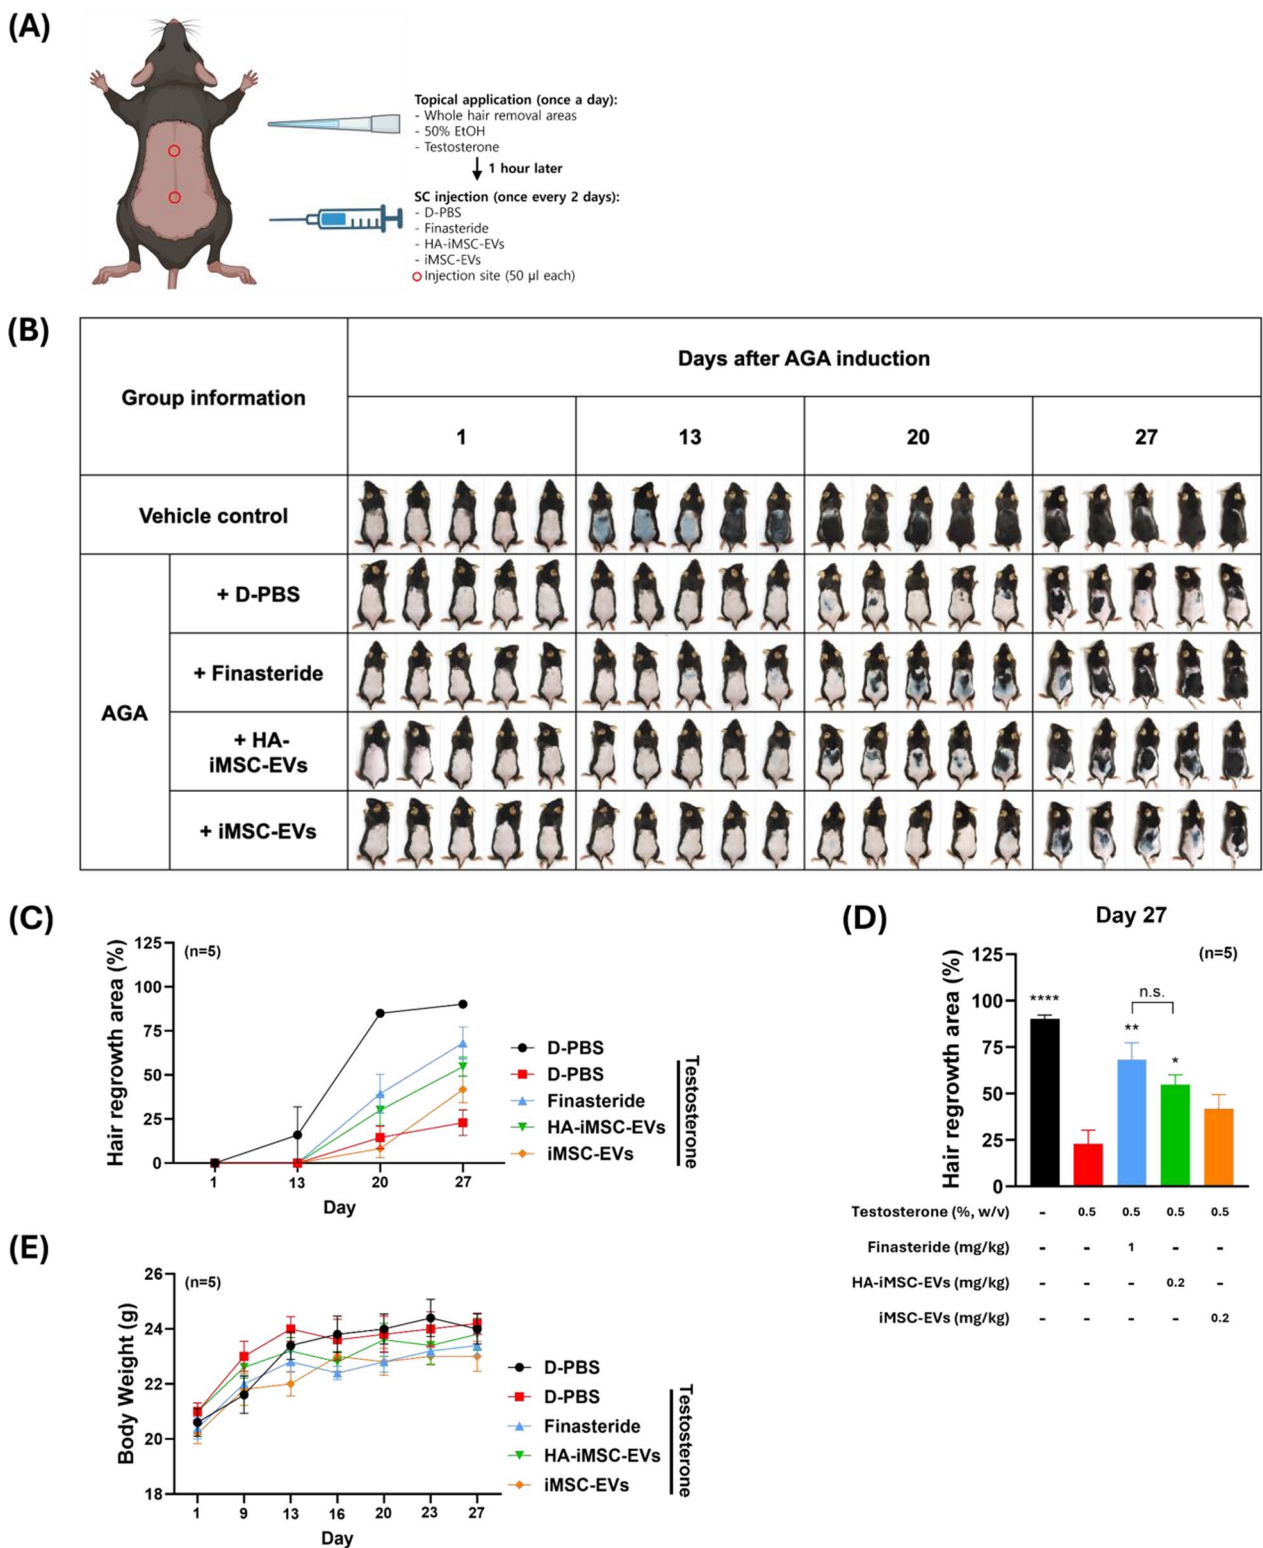 (A)
Topical application (once a day):
- Whole hair removal areas
- 50% EtOH
- Testosterone
1 hour later
SC injection (once every 2 days):
- D-PBS
- Finasteride
- HA-iMSC-EVs
- iMSC-EVs
Injection site (50 µl each)
(B)
Group information
Days after AGA induction
1 13 20 27
Vehicle control
AGA
+ D-PBS
+ Finasteride
+ HA-
iMSC-EVs
+ iMSC-EVs
(C)
Hair regrowth area (%)
125
100
75
50
25
0
(n=5)
1 13 20 27
Day
D-PBS
D-PBS
Finasteride
HA-iMSC-EVs
iMSC-EVs
Testosterone
(D)
Day 27
Hair regrowth area (%)
125
100
75
50
25
0
(n=5)
n.s.
****
**
*
Testosterone (%, w/v) - 0.5 0.5 0.5 0.5
Finasteride (mg/kg) - - 1 - -
HA-iMSC-EVs (mg/kg) - - - 0.2 -
iMSC-EVs (mg/kg) - - - - 0.2
(E)
Body Weight (g)
26
24
22
20
18
(n=5)
1 9 13 16 20 23 27
Day
D-PBS
D-PBS
Finasteride
HA-iMSC-EVs
iMSC-EVs
Testosterone